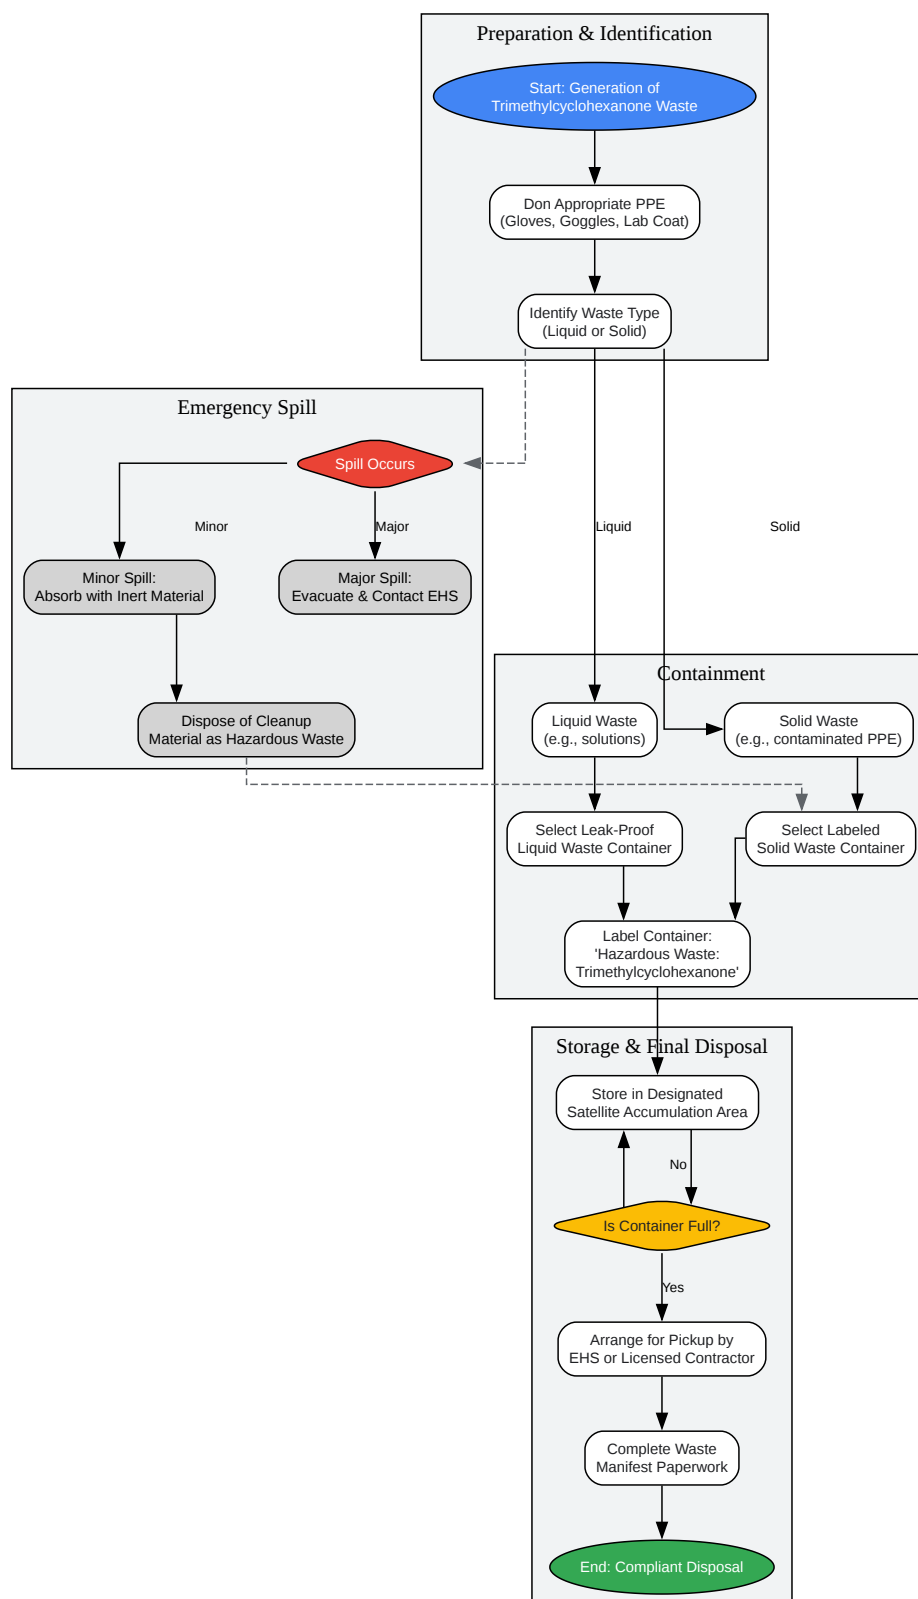 Preparation & Identification
Start: Generation of
Trimethylcyclohexanone Waste
Don Appropriate PPE
(Gloves, Goggles, Lab Coat)
Identify Waste Type
(Liquid or Solid)
Emergency Spill
Spill Occurs
Minor
Major
Liquid
Solid
Minor Spill:
Absorb with Inert Material
Major Spill:
Evacuate & Contact EHS
Dispose of Cleanup
Material as Hazardous Waste
Containment
Liquid Waste
(e.g., solutions)
Solid Waste
(e.g., contaminated PPE)
Select Leak-Proof
Liquid Waste Container
Select Labeled
Solid Waste Container
Label Container:
'Hazardous Waste:
Trimethylcyclohexanone'
Storage & Final Disposal
Store in Designated
Satellite Accumulation Area
No
Is Container Full?
Yes
Arrange for Pickup by
EHS or Licensed Contractor
Complete Waste
Manifest Paperwork
End: Compliant Disposal